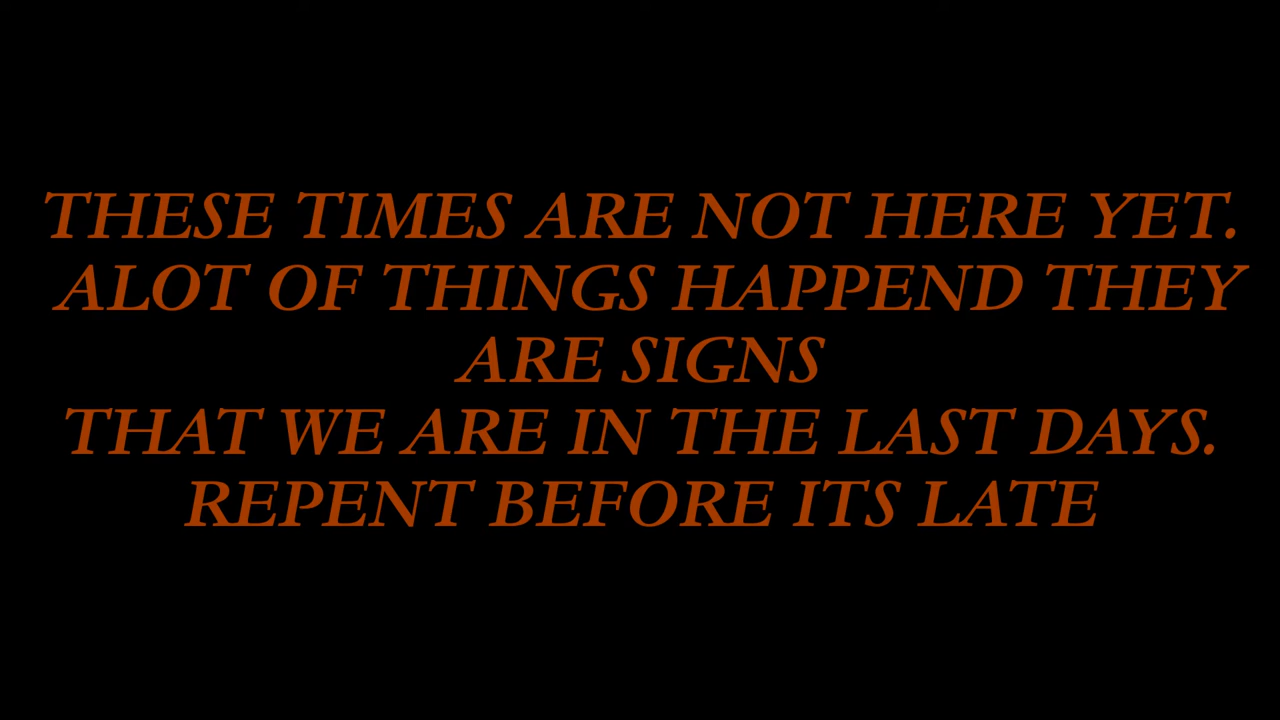 THESE TIMES ARE NOT HERE YET.
ALOT OF THINGS HAPPEND THEY
ARE SIGNS
THAT WE ARE IN THE LAST DAYS.
REPENT BEFORE ITS LATE